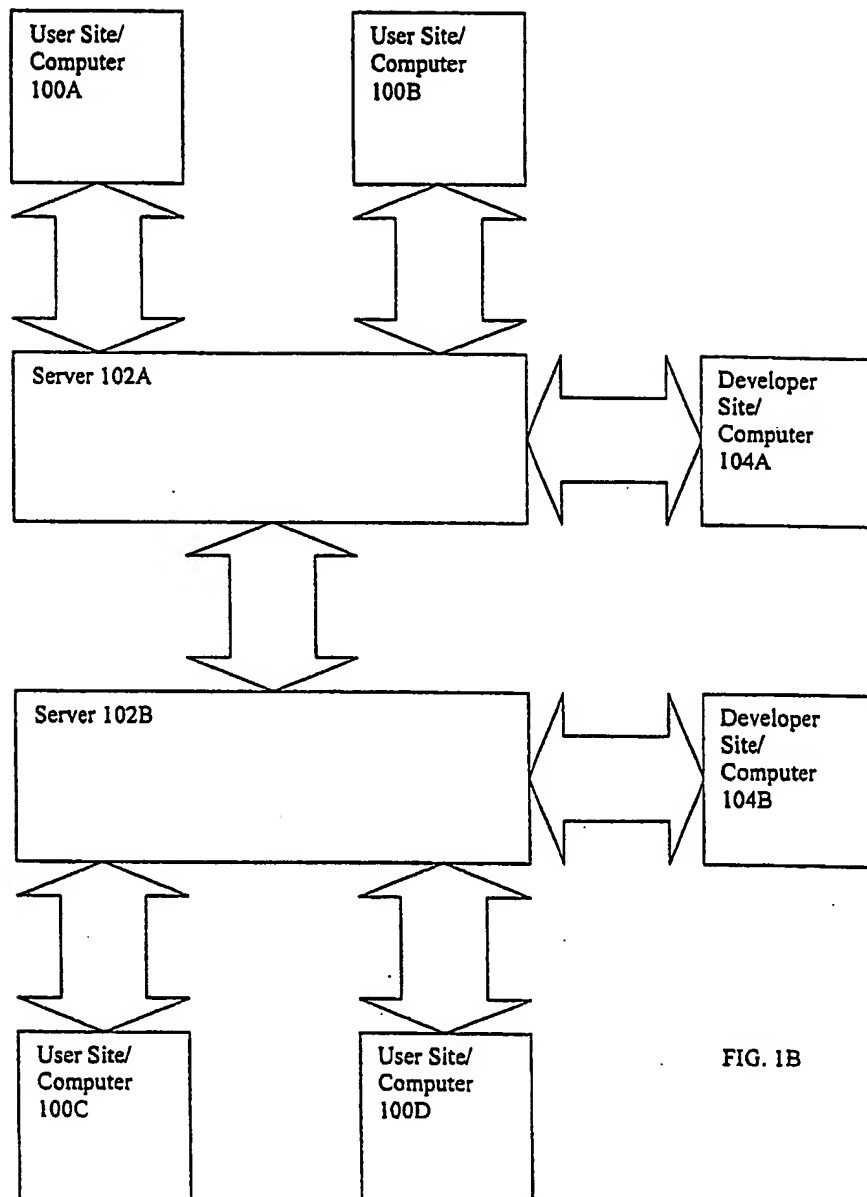 User Site/
Computer
100A
User Site/
Computer
100B
Server 102A
Developer
Site/
Computer
104A
Server 102B
Developer
Site/
Computer
104B
User Site/
Computer
100C
User Site/
Computer
100D
FIG. 1B